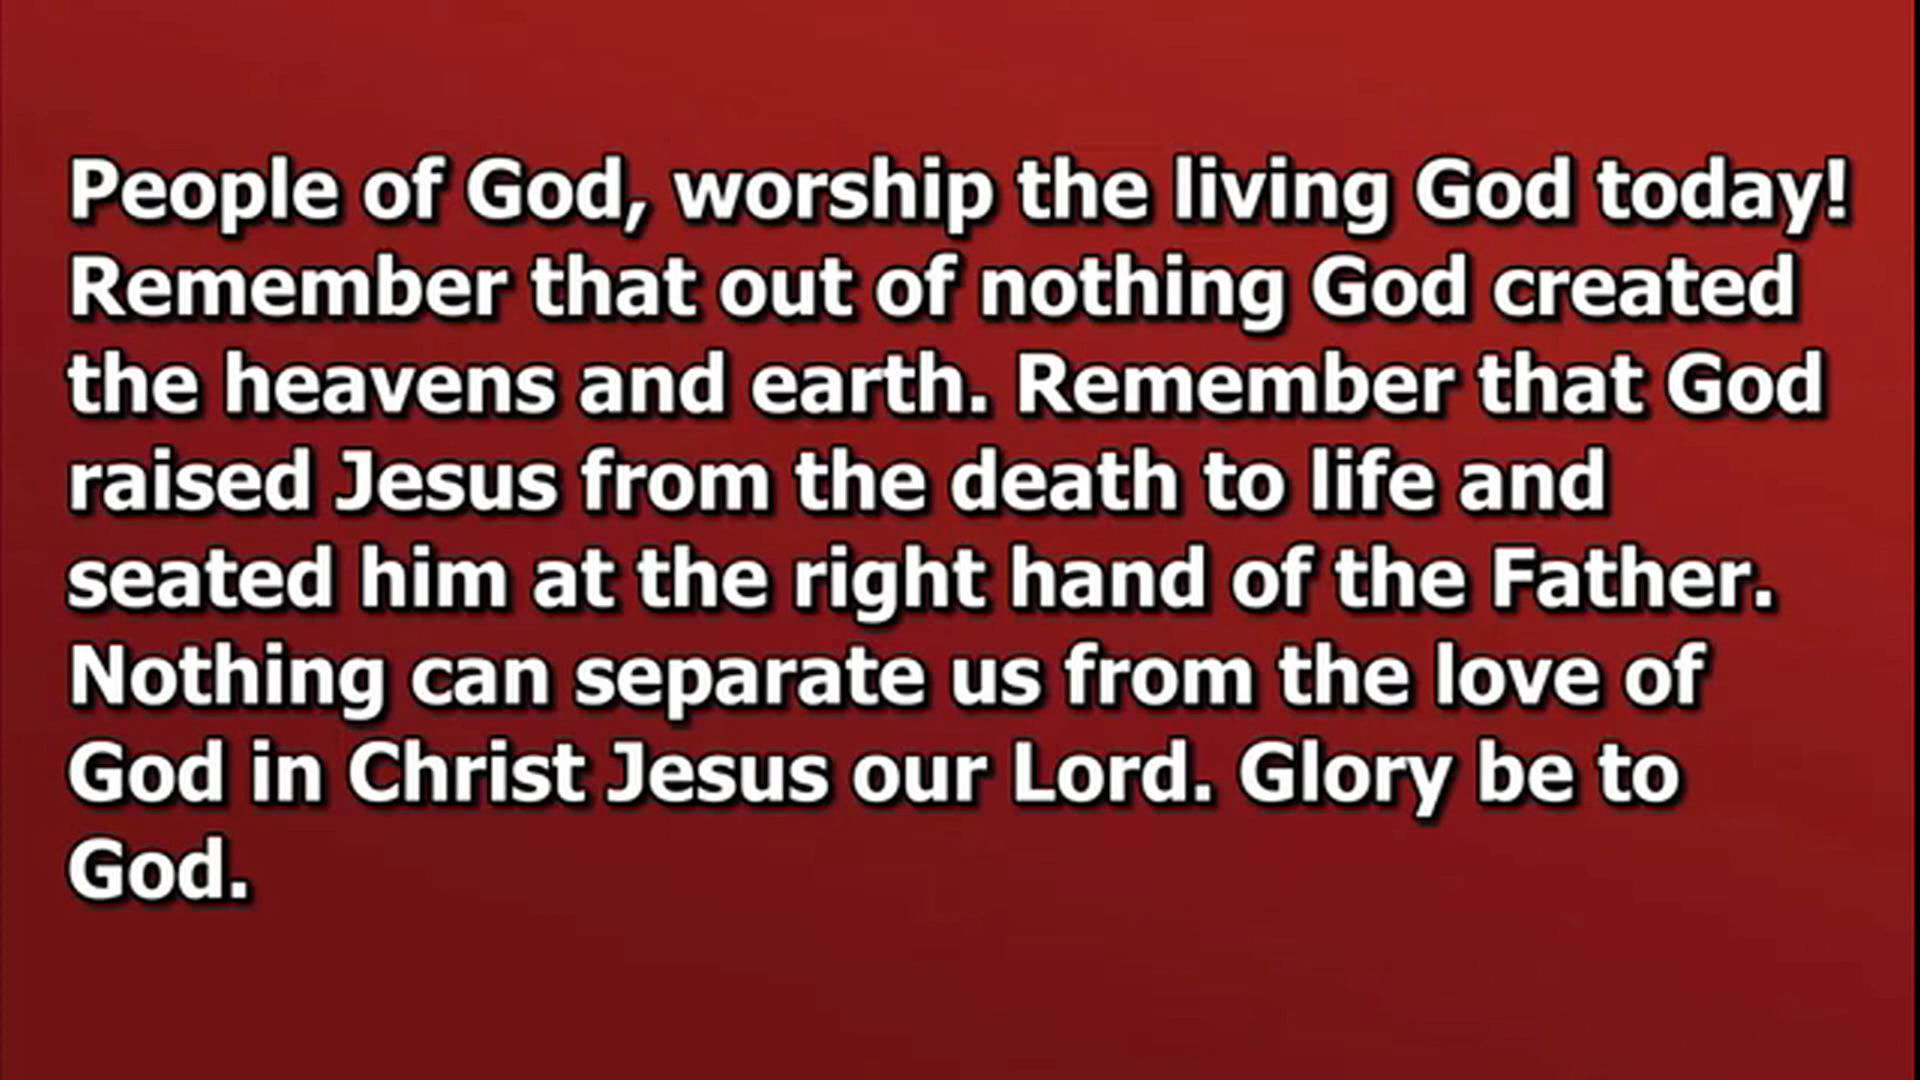 People of God, worship the living God today!
Remember that out of nothing God created
the heavens and earth. Remember that God
raised Jesus from the death to life and
seated him at the right hand of the Father.
Nothing can separate us from the love of
God in Christ Jesus our Lord. Glory be to
God.